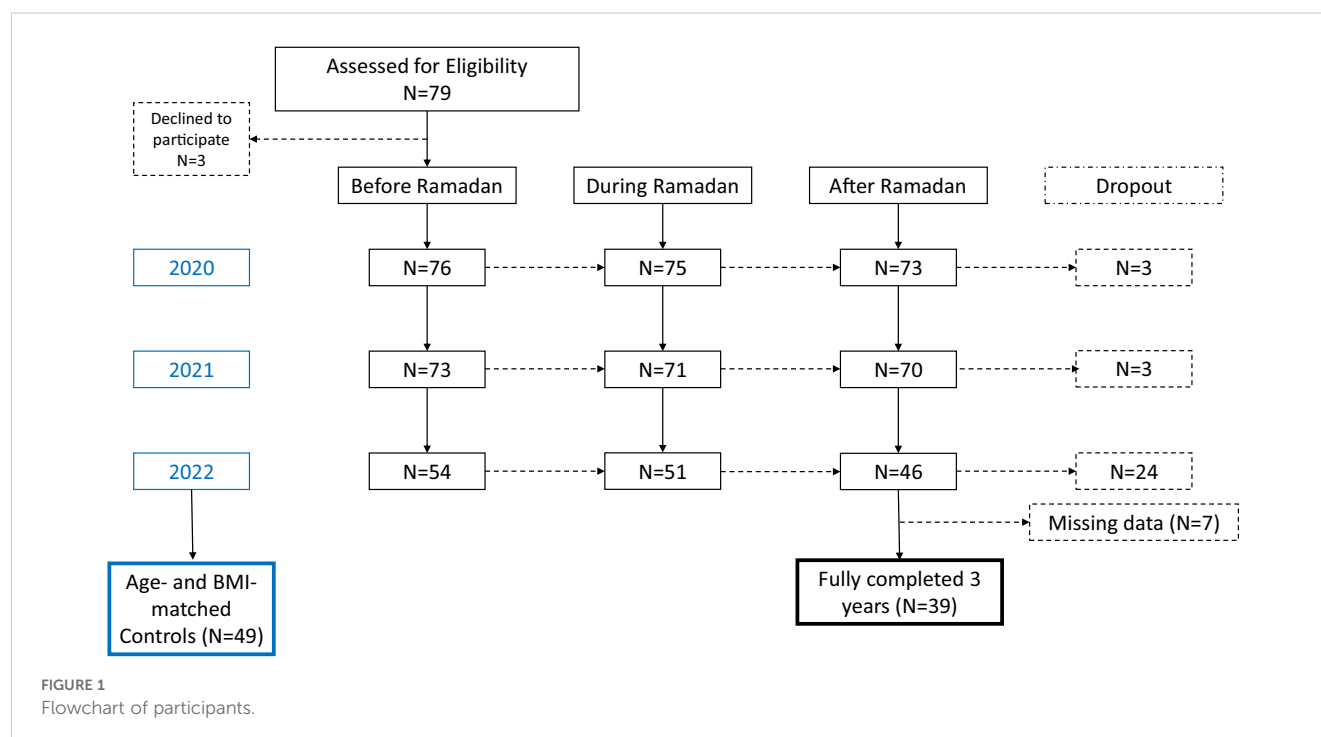 Assessed for Eligibility
N=79
Declined to
participate
N=3
Before Ramadan
During Ramadan
After Ramadan
Dropout
2020
N=76
N=75
N=73
N=3
2021
N=73
N=71
N=70
N=3
2022
N=54
N=51
N=46
N=24
Missing data (N=7)
Age- and BMI-
matched
Controls (N=49)
Fully completed 3
years (N=39)
FIGURE 1
Flowchart of participants.